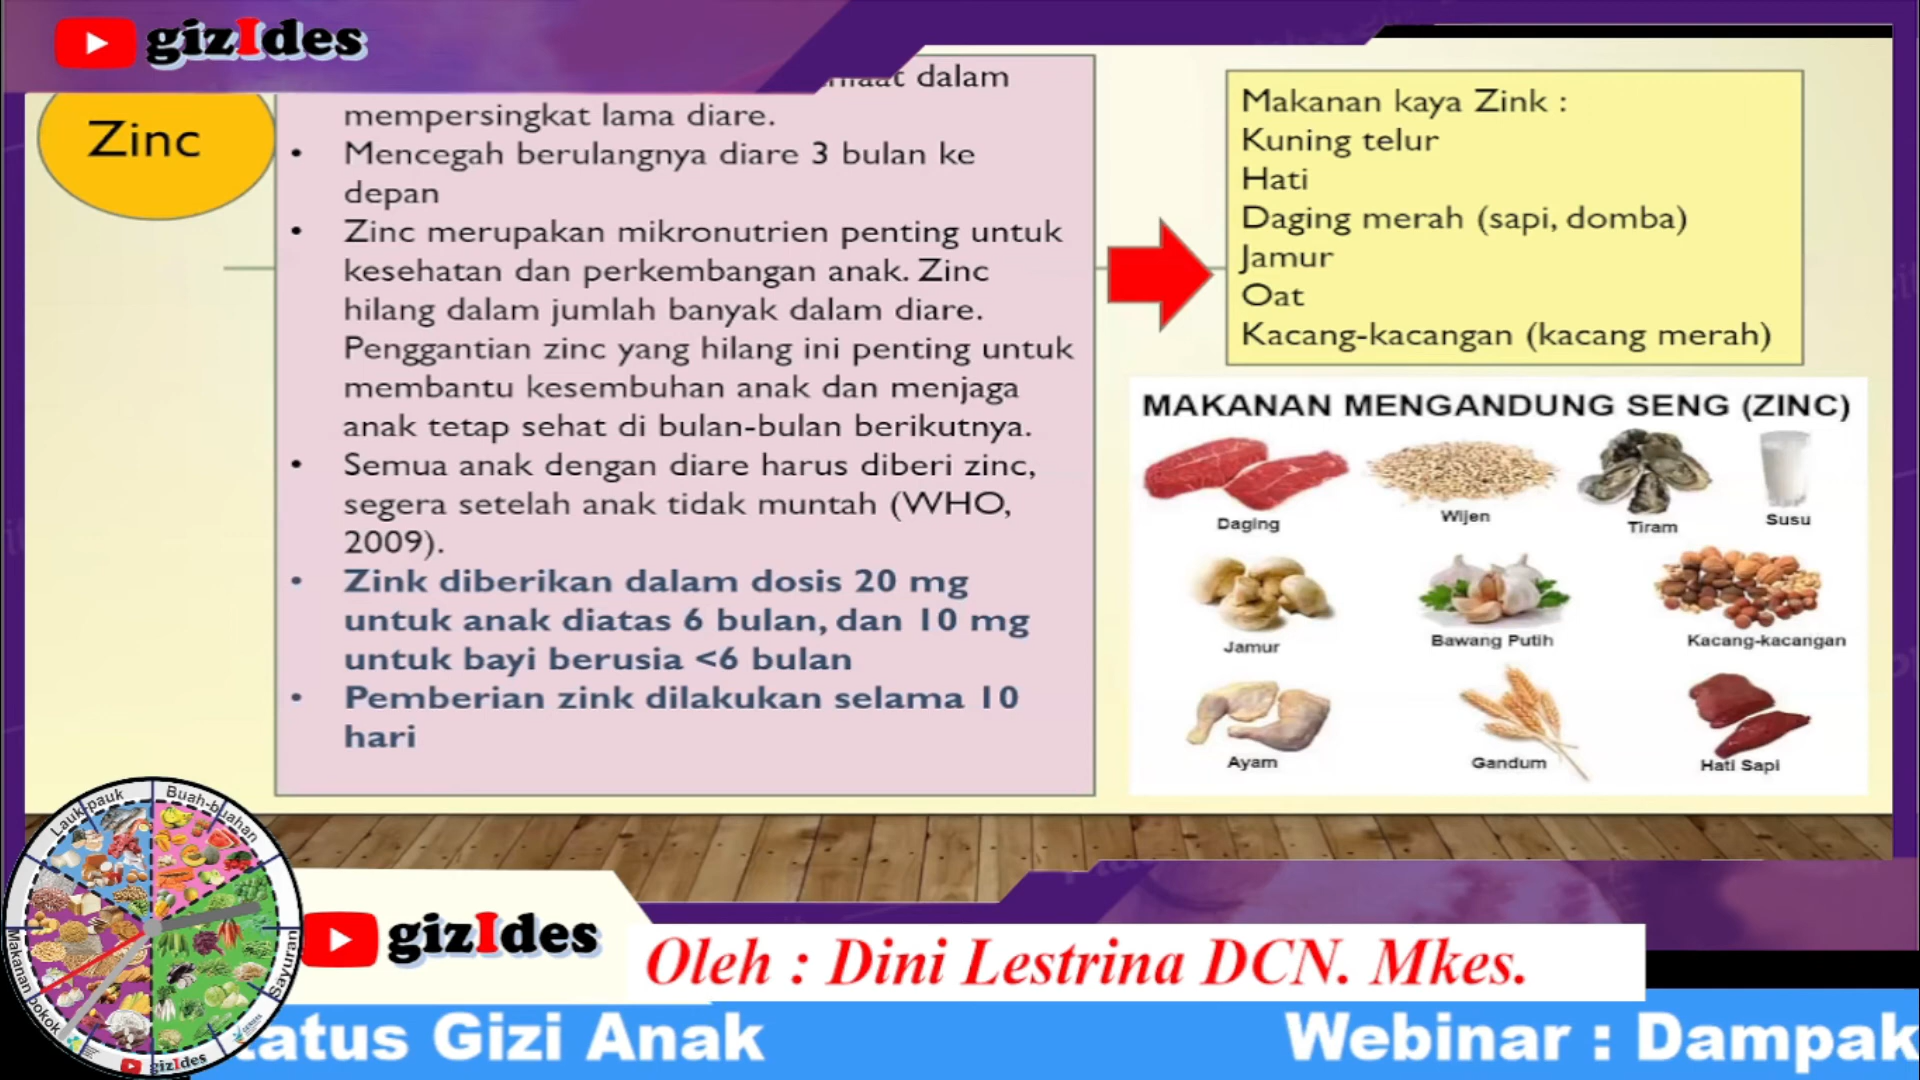 gizIdes
Zinc
dalam
mempersingkat lama diare.
• Mencegah berulangnya diare 3 bulan ke
depan
• Zinc merupakan mikronutrien penting untuk
kesehatan dan perkembangan anak. Zinc
hilang dalam jumlah banyak dalam diare.
Penggantian zinc yang hilang ini penting untuk
membantu kesembuhan anak dan menjaga
anak tetap sehat di bulan-bulan berikutnya.
• Semua anak dengan diare harus diberi zinc,
segera setelah anak tidak muntah (WHO,
2009).
• Zink diberikan dalam dosis 20 mg
untuk anak diatas 6 bulan, dan 10 mg
untuk bayi berusia <6 bulan
• Pemberian zink dilakukan selama 10
hari
Makanan kaya Zink :
Kuning telur
Hati
Daging merah (sapi, domba)
Jamur
Oat
Kacang-kacangan (kacang merah)
MAKANAN MENGANDUNG SENG (ZINC)
Daging
Wijen
Tiram
Susu
Jamur
Bawang Putih
Kacang-kacangan
Ayam
Gandum
Hati Sapi
Lauk-pauk
Buah-buahan
Makanan pokok
Sayuran
gizIdes
gizIdes
Oleh : Dini Lestrina DCN. Mkes.
atus Gizi Anak
Webinar : Dampak